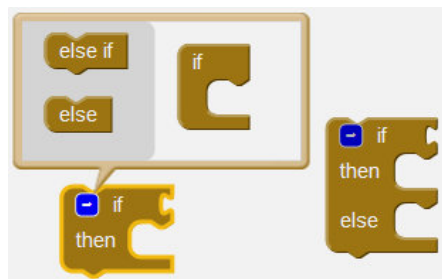 else if
else
if
if
then
if
then
else